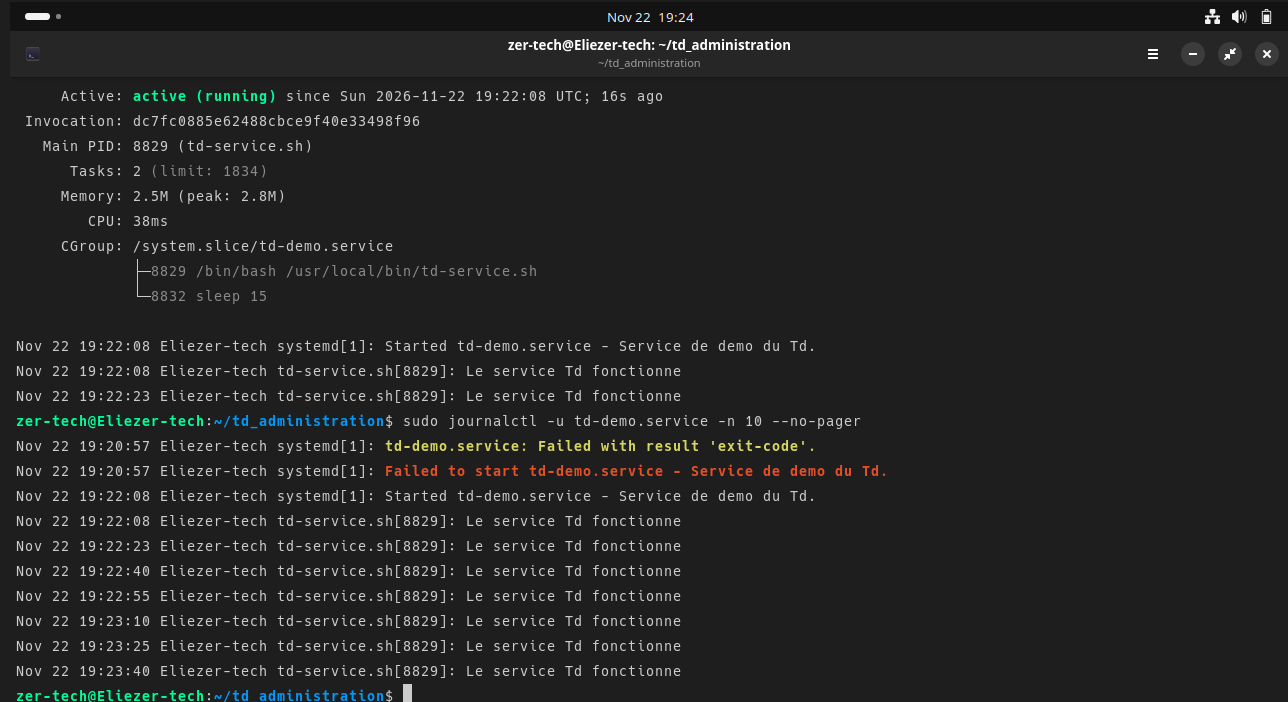 Nov 22 19:24
zer-tech@Eliezer-tech: ~/td_administration
~/td_administration
Active: active (running) since Sun 2026-11-22 19:22:08 UTC; 16s ago
Invocation: dc7fc0885e62488cbce9f40e33498f96
Main PID: 8829 (td-service.sh)
Tasks: 2 (limit: 1834)
Memory: 2.5M (peak: 2.8M)
CPU: 38ms
CGroup: /system.slice/td-demo.service
├─8829 /bin/bash /usr/local/bin/td-service.sh
└─8832 sleep 15
Nov 22 19:22:08 Eliezer-tech systemd[1]: Started td-demo.service - Service de demo du Td.
Nov 22 19:22:08 Eliezer-tech td-service.sh[8829]: Le service Td fonctionne
Nov 22 19:22:23 Eliezer-tech td-service.sh[8829]: Le service Td fonctionne
zer-tech@Eliezer-tech:~/td_administration$ sudo journalctl -u td-demo.service -n 10 --no-pager
Nov 22 19:20:57 Eliezer-tech systemd[1]: td-demo.service: Failed with result 'exit-code'.
Nov 22 19:20:57 Eliezer-tech systemd[1]: Failed to start td-demo.service - Service de demo du Td.
Nov 22 19:22:08 Eliezer-tech systemd[1]: Started td-demo.service - Service de demo du Td.
Nov 22 19:22:08 Eliezer-tech td-service.sh[8829]: Le service Td fonctionne
Nov 22 19:22:23 Eliezer-tech td-service.sh[8829]: Le service Td fonctionne
Nov 22 19:22:40 Eliezer-tech td-service.sh[8829]: Le service Td fonctionne
Nov 22 19:22:55 Eliezer-tech td-service.sh[8829]: Le service Td fonctionne
Nov 22 19:23:10 Eliezer-tech td-service.sh[8829]: Le service Td fonctionne
Nov 22 19:23:25 Eliezer-tech td-service.sh[8829]: Le service Td fonctionne
Nov 22 19:23:40 Eliezer-tech td-service.sh[8829]: Le service Td fonctionne
zer-tech@Eliezer-tech:~/td_administration$